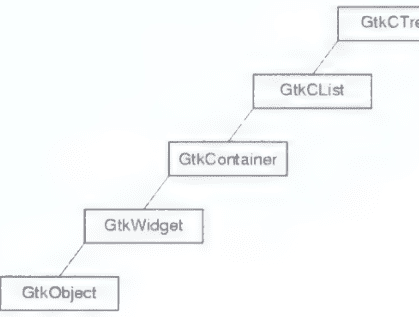 GtkCTre
GtkCList
GtkContainer
GtkWidget
GtkObject